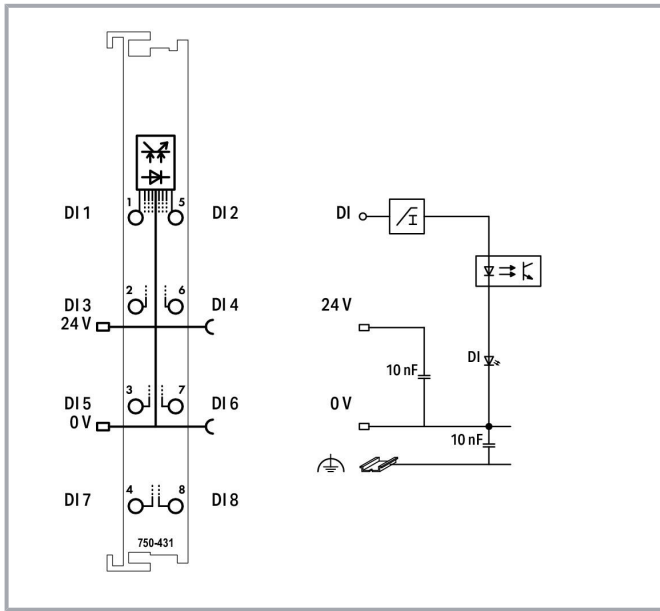 1 5
DI 1 DI 2
2 6
DI 3 DI 4
24 V
3 7
DI 5 DI 6
0 V
4 8
DI 7 DI 8
750-431
DI
I
24 V
10 nF
DI
0 V
10 nF